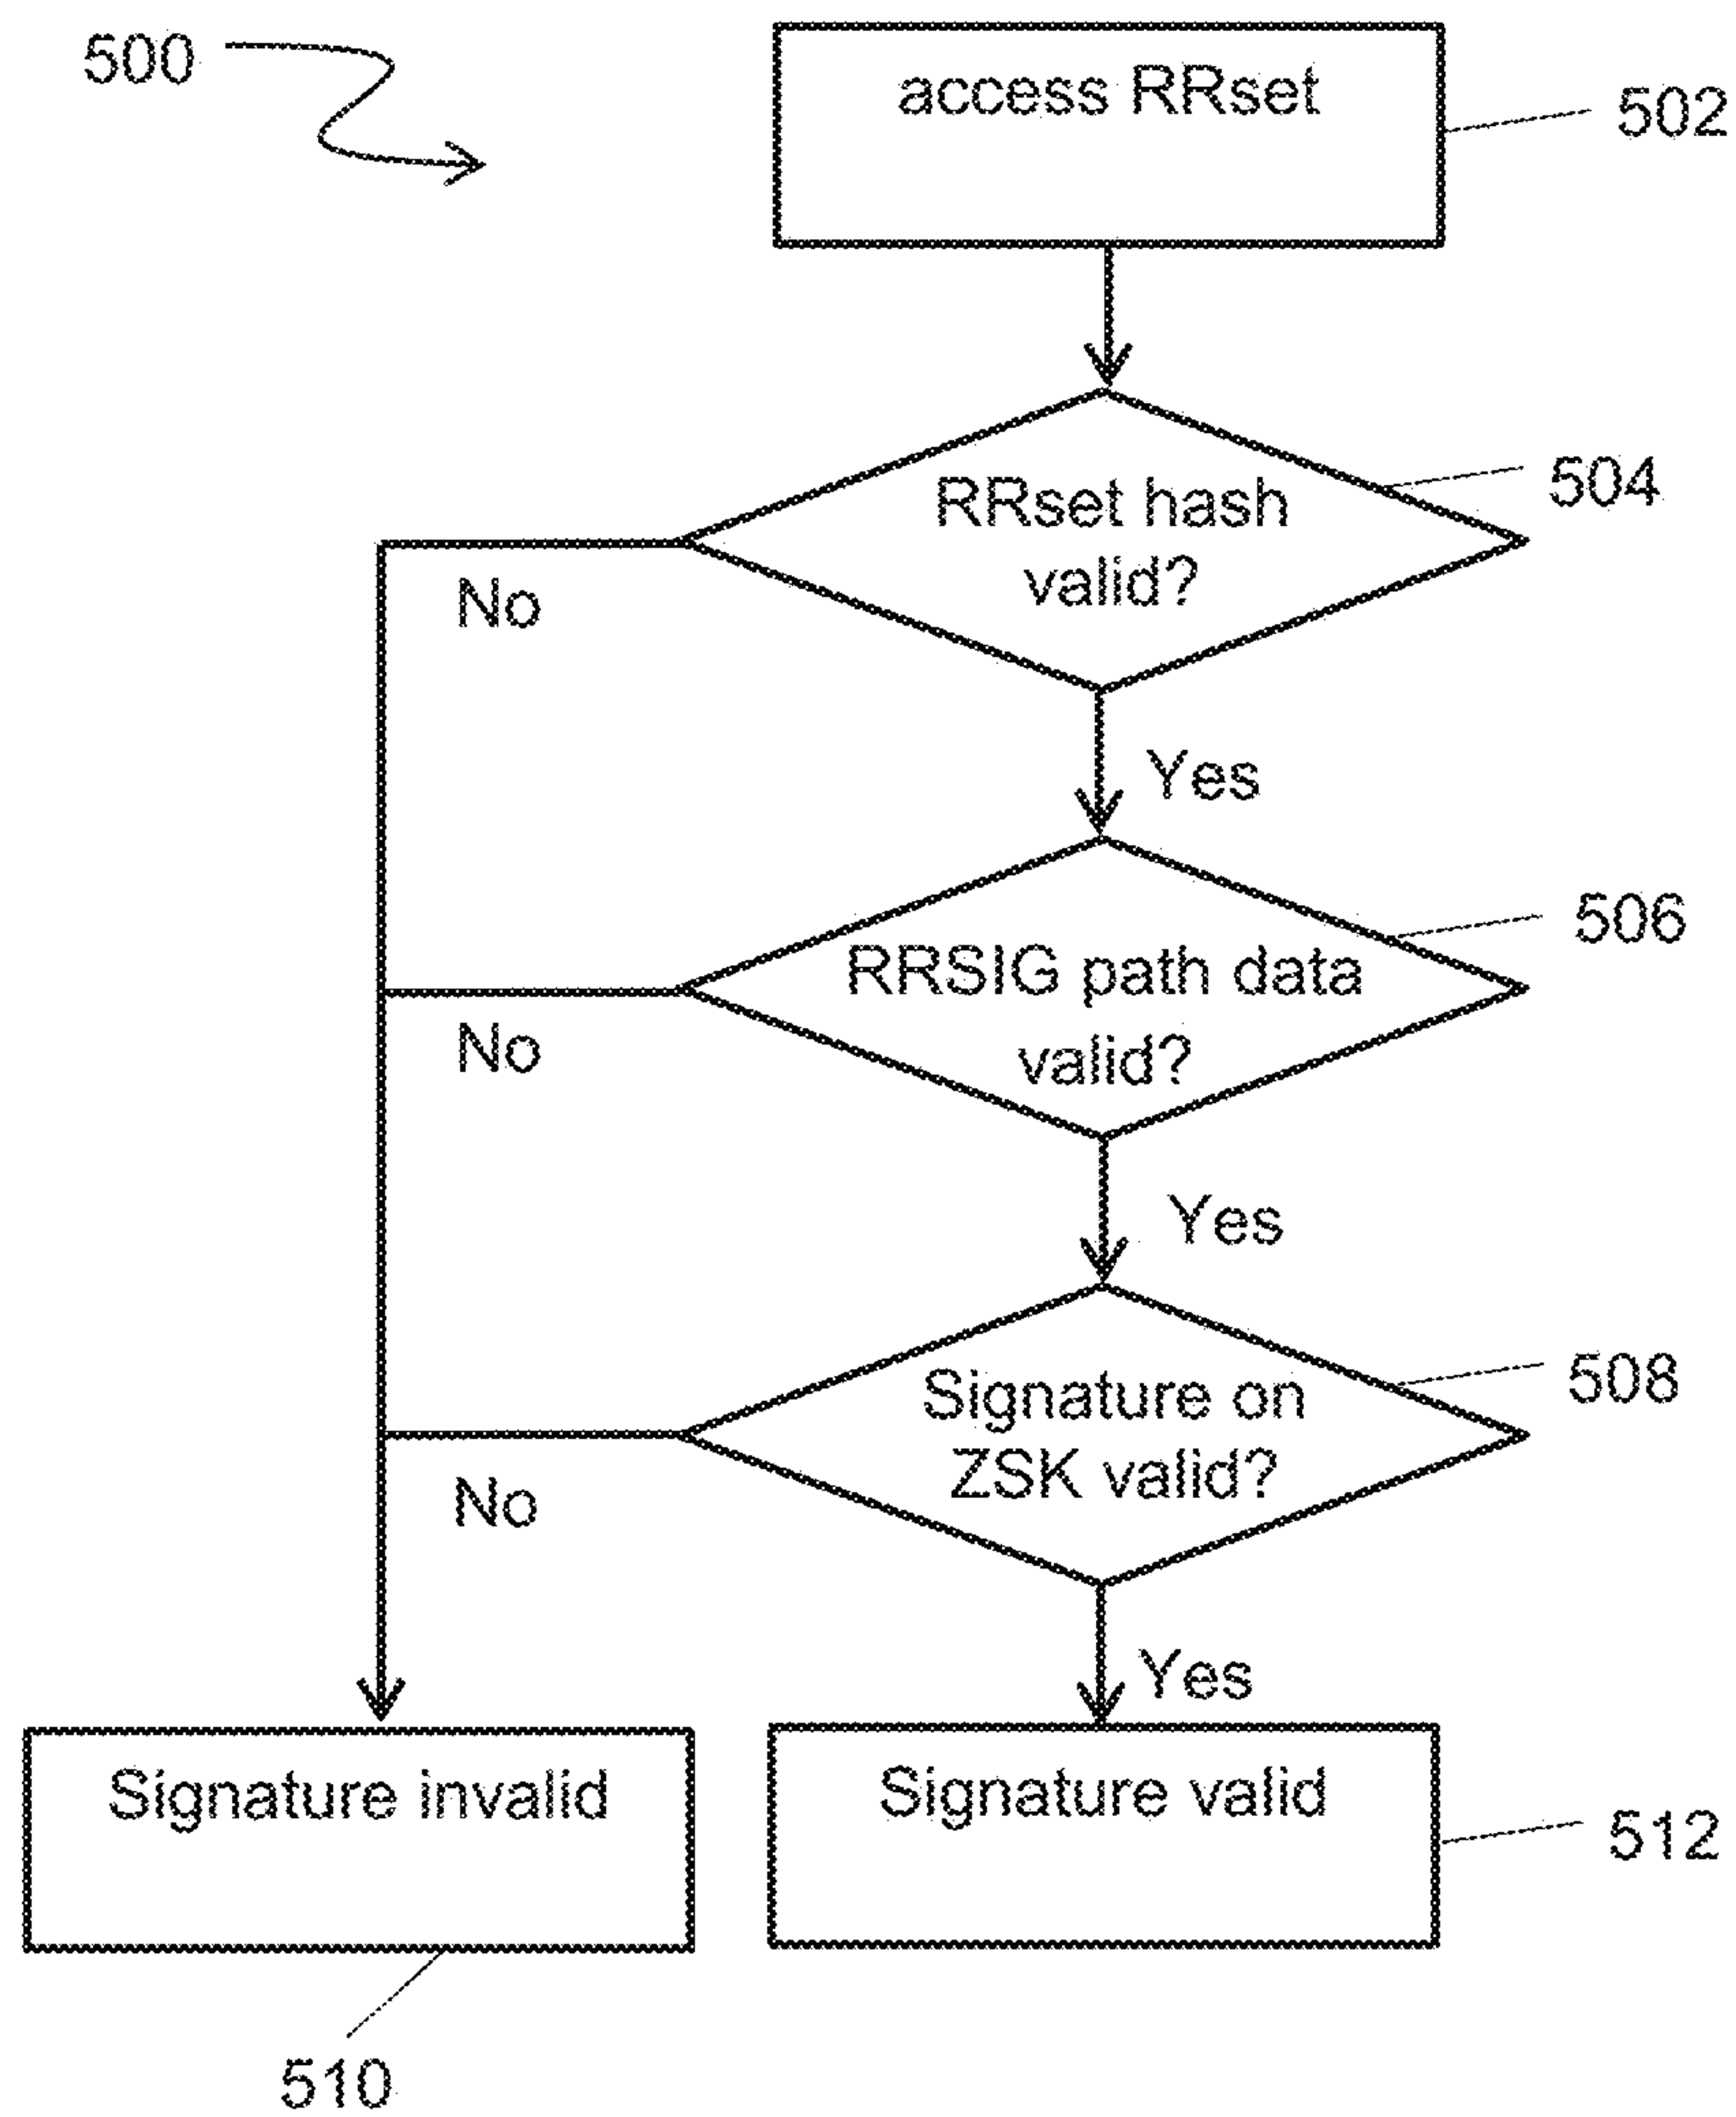 500
access RRset
502
RRset hash
valid?
504
No
Yes
RRSIG path data
valid?
506
No
Yes
Signature on
ZSK valid?
508
No
Yes
Signature invalid
Signature valid
512
510